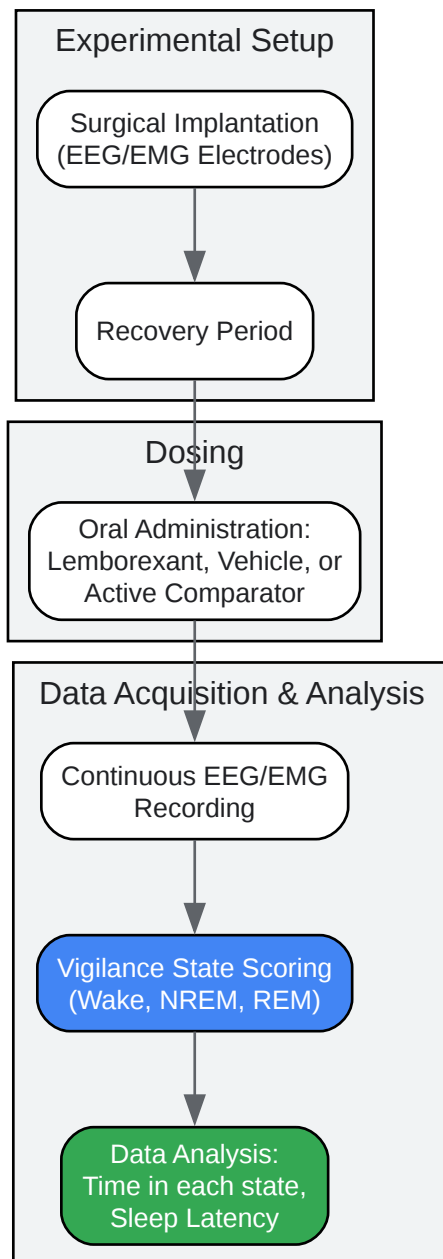 Experimental Setup
Surgical Implantation
(EEG/EMG Electrodes)
Recovery Period
Dosing
Oral Administration:
Lemborexant, Vehicle, or
Active Comparator
Data Acquisition & Analysis
Continuous EEG/EMG
Recording
Vigilance State Scoring
(Wake, NREM, REM)
Data Analysis:
Time in each state,
Sleep Latency